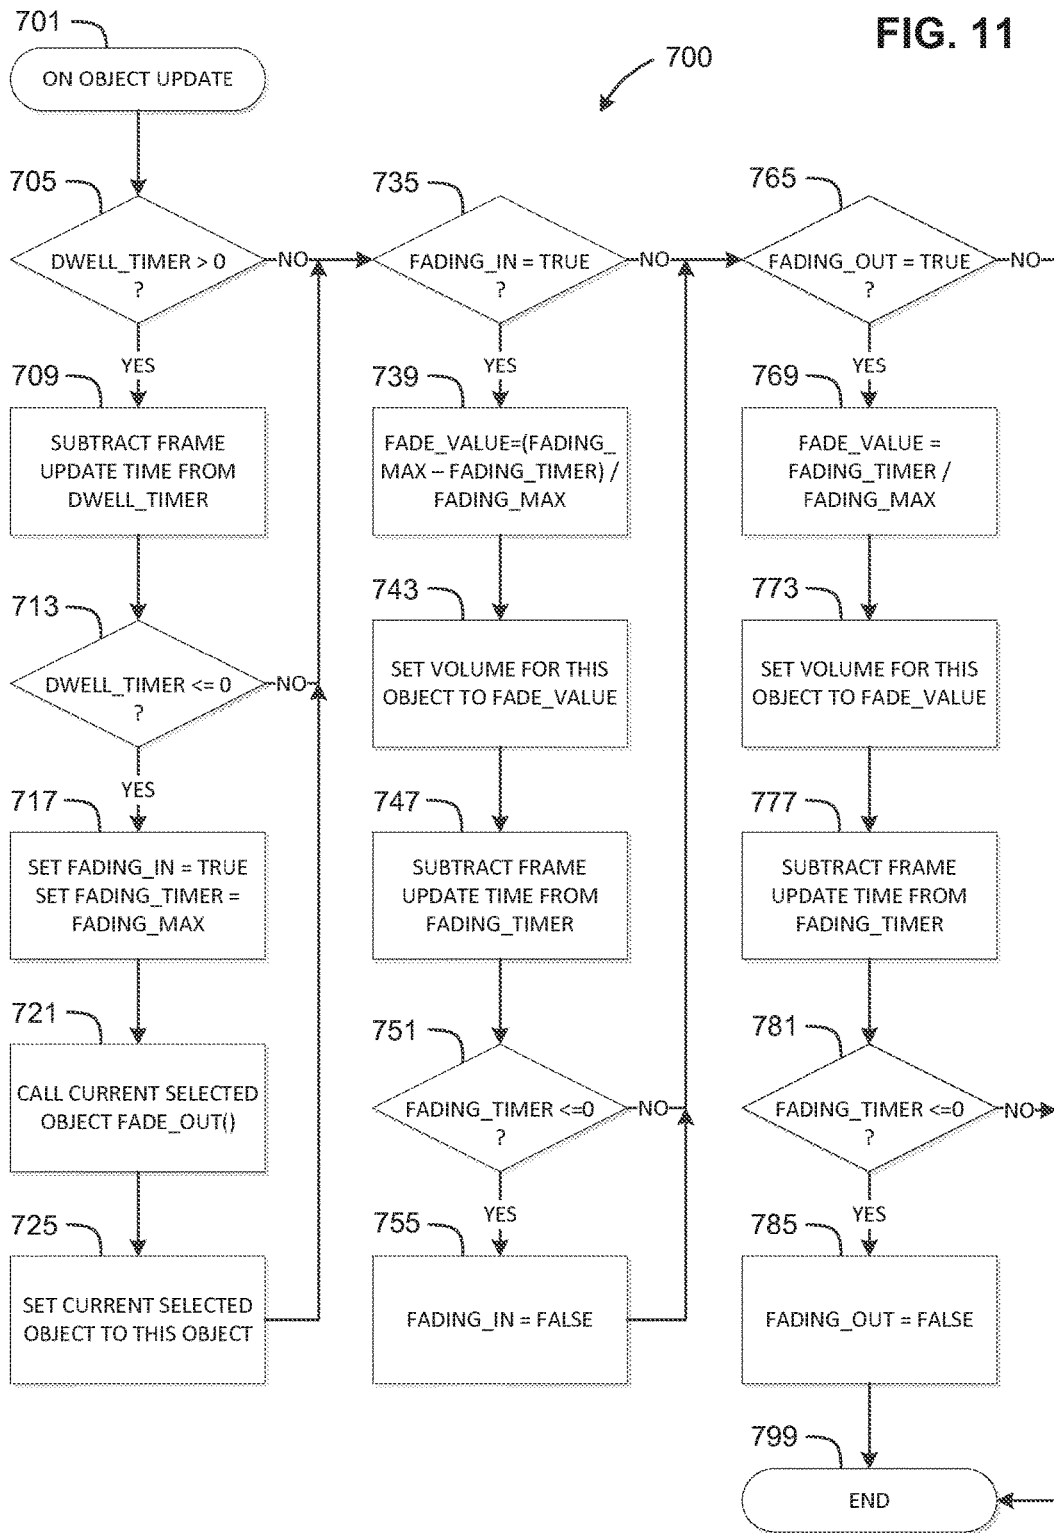 FIG. 11
700
701
ON OBJECT UPDATE
705
DWELL_TIMER > 0
?
NO
YES
709
SUBTRACT FRAME
UPDATE TIME FROM
DWELL_TIMER
713
DWELL_TIMER <= 0
?
NO
YES
717
SET FADING_IN = TRUE
SET FADING_TIMER =
FADING_MAX
721
CALL CURRENT SELECTED
OBJECT FADE_OUT()
725
SET CURRENT SELECTED
OBJECT TO THIS OBJECT
735
FADING_IN = TRUE
?
NO
YES
739
FADE_VALUE=(FADING_
MAX – FADING_TIMER) /
FADING_MAX
743
SET VOLUME FOR THIS
OBJECT TO FADE_VALUE
747
SUBTRACT FRAME
UPDATE TIME FROM
FADING_TIMER
751
FADING_TIMER <=0
?
NO
YES
755
FADING_IN = FALSE
765
FADING_OUT = TRUE
?
NO
YES
769
FADE_VALUE =
FADING_TIMER /
FADING_MAX
773
SET VOLUME FOR THIS
OBJECT TO FADE_VALUE
777
SUBTRACT FRAME
UPDATE TIME FROM
FADING_TIMER
781
FADING_TIMER <=0
?
NO
YES
785
FADING_OUT = FALSE
799
END